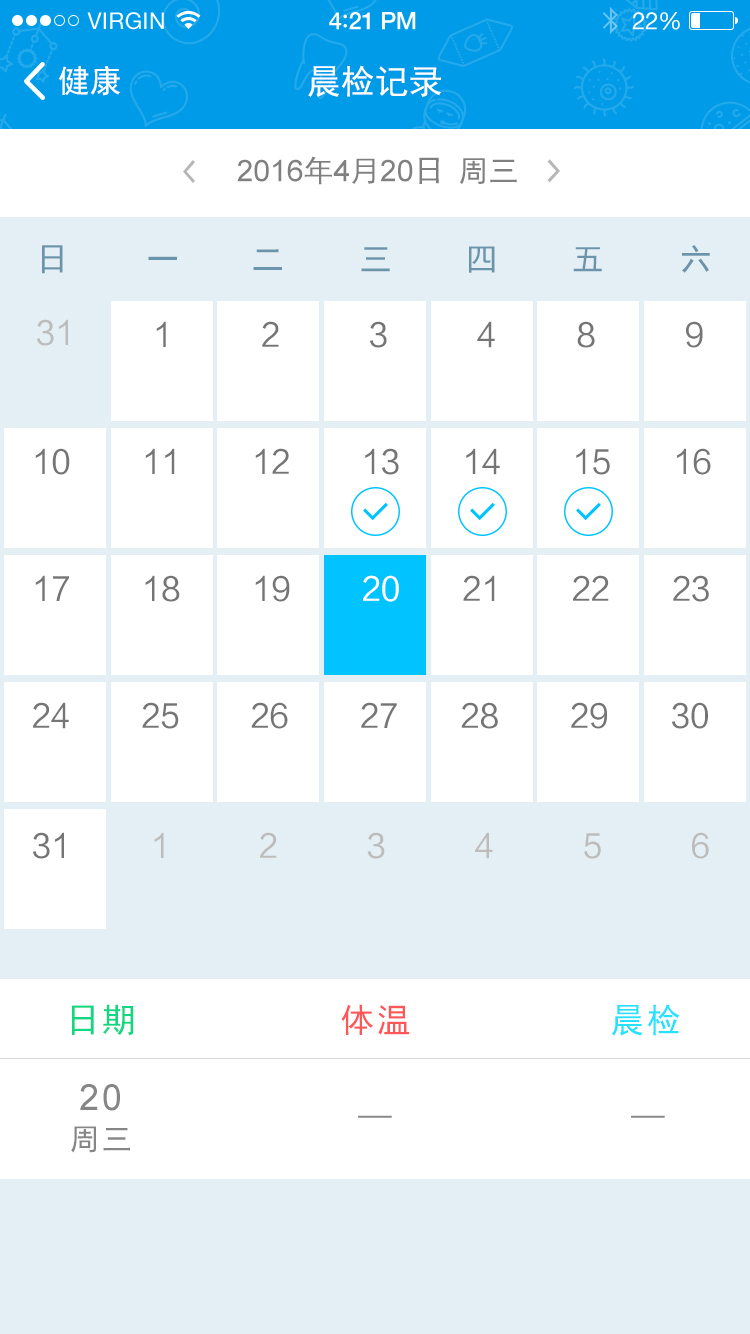 VIRGIN 4:21 PM 22%
健康 晨检记录
2016年4月20日 周三
日 一 二 三 四 五 六
31 1 2 3 4 8 9
10 11 12 13 14 15 16
17 18 19 20 21 22 23
24 25 26 27 28 29 30
31 1 2 3 4 5 6
日期 体温 晨检
20 — —
周三